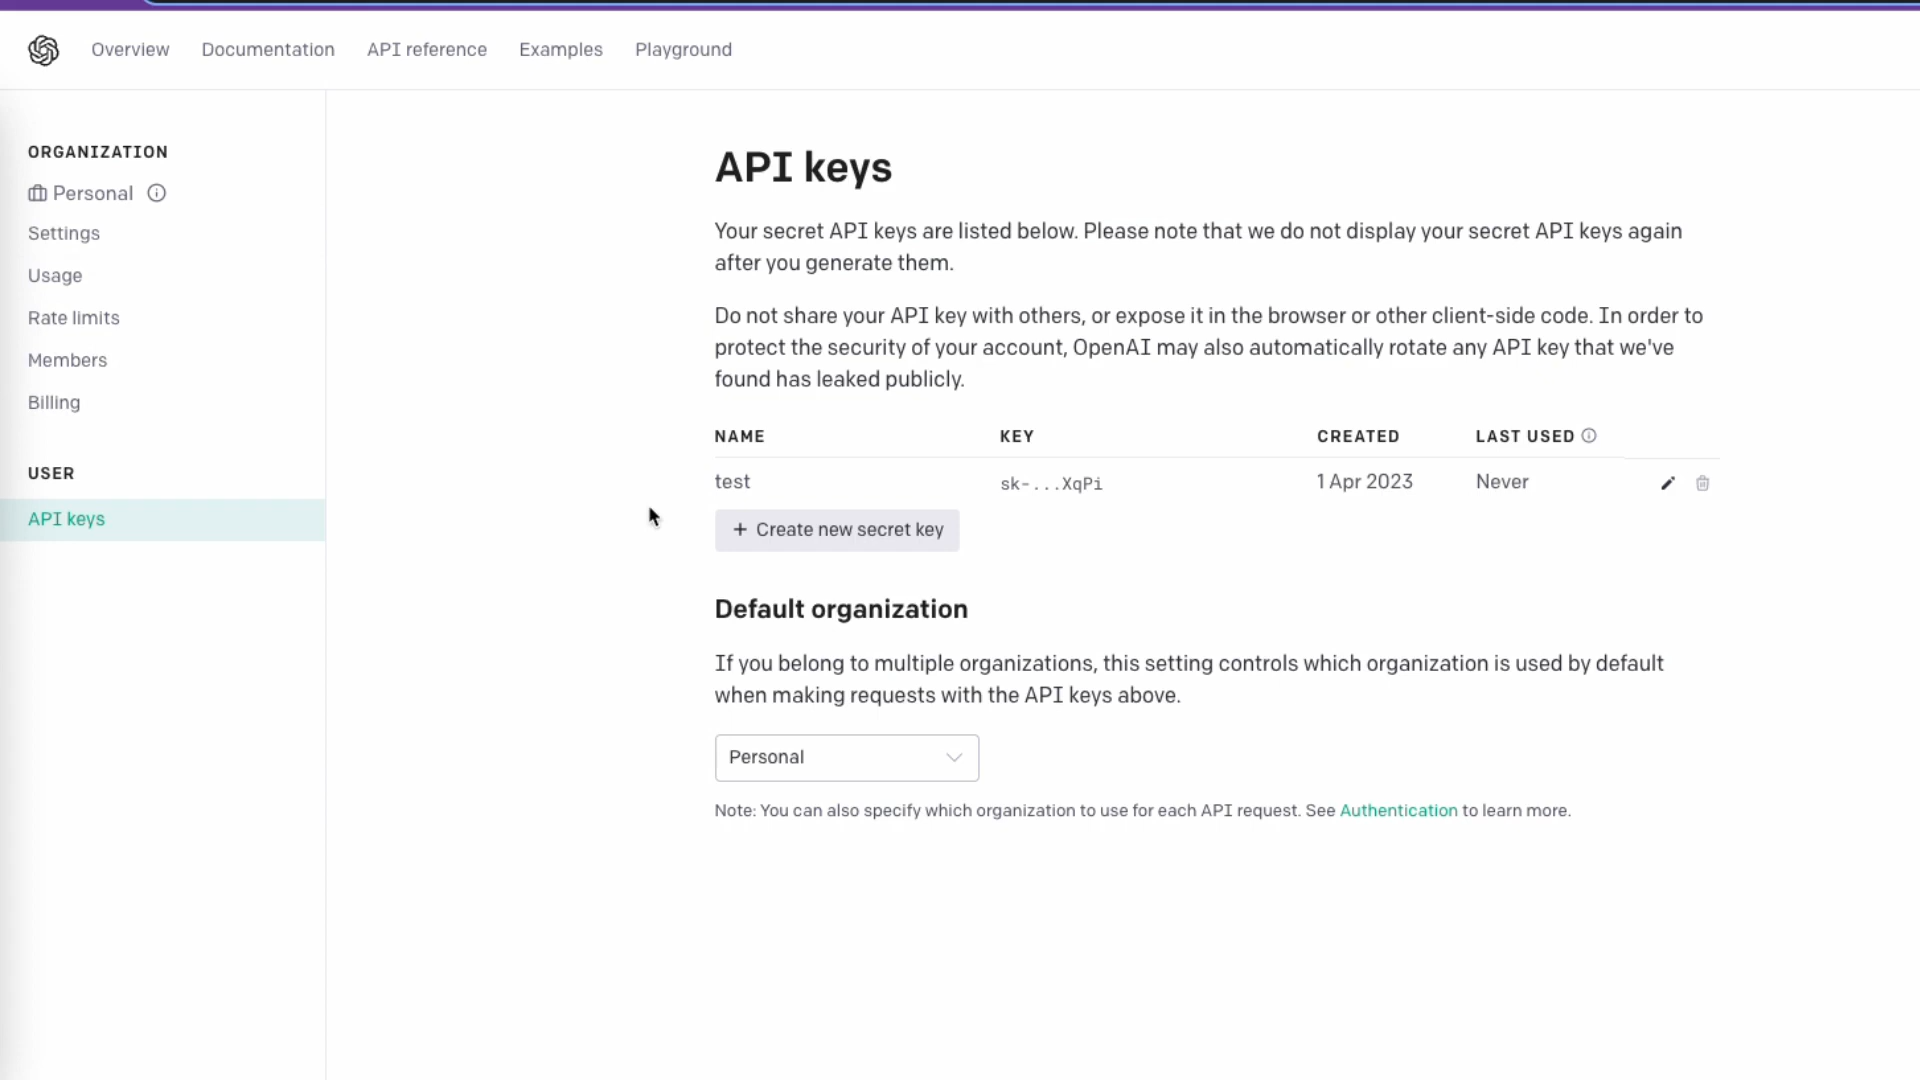 Overview Documentation API reference Examples Playground
ORGANIZATION
Personal
Settings
Usage
Rate limits
Members
Billing
USER
API keys
API keys
Your secret API keys are listed below. Please note that we do not display your secret API keys again
after you generate them.
Do not share your API key with others, or expose it in the browser or other client-side code. In order to
protect the security of your account, OpenAI may also automatically rotate any API key that we've
found has leaked publicly.
NAME KEY CREATED LAST USED
test sk-...XqPi 1 Apr 2023 Never
+ Create new secret key
Default organization
If you belong to multiple organizations, this setting controls which organization is used by default
when making requests with the API keys above.
Personal
Note: You can also specify which organization to use for each API request. See Authentication to learn more.